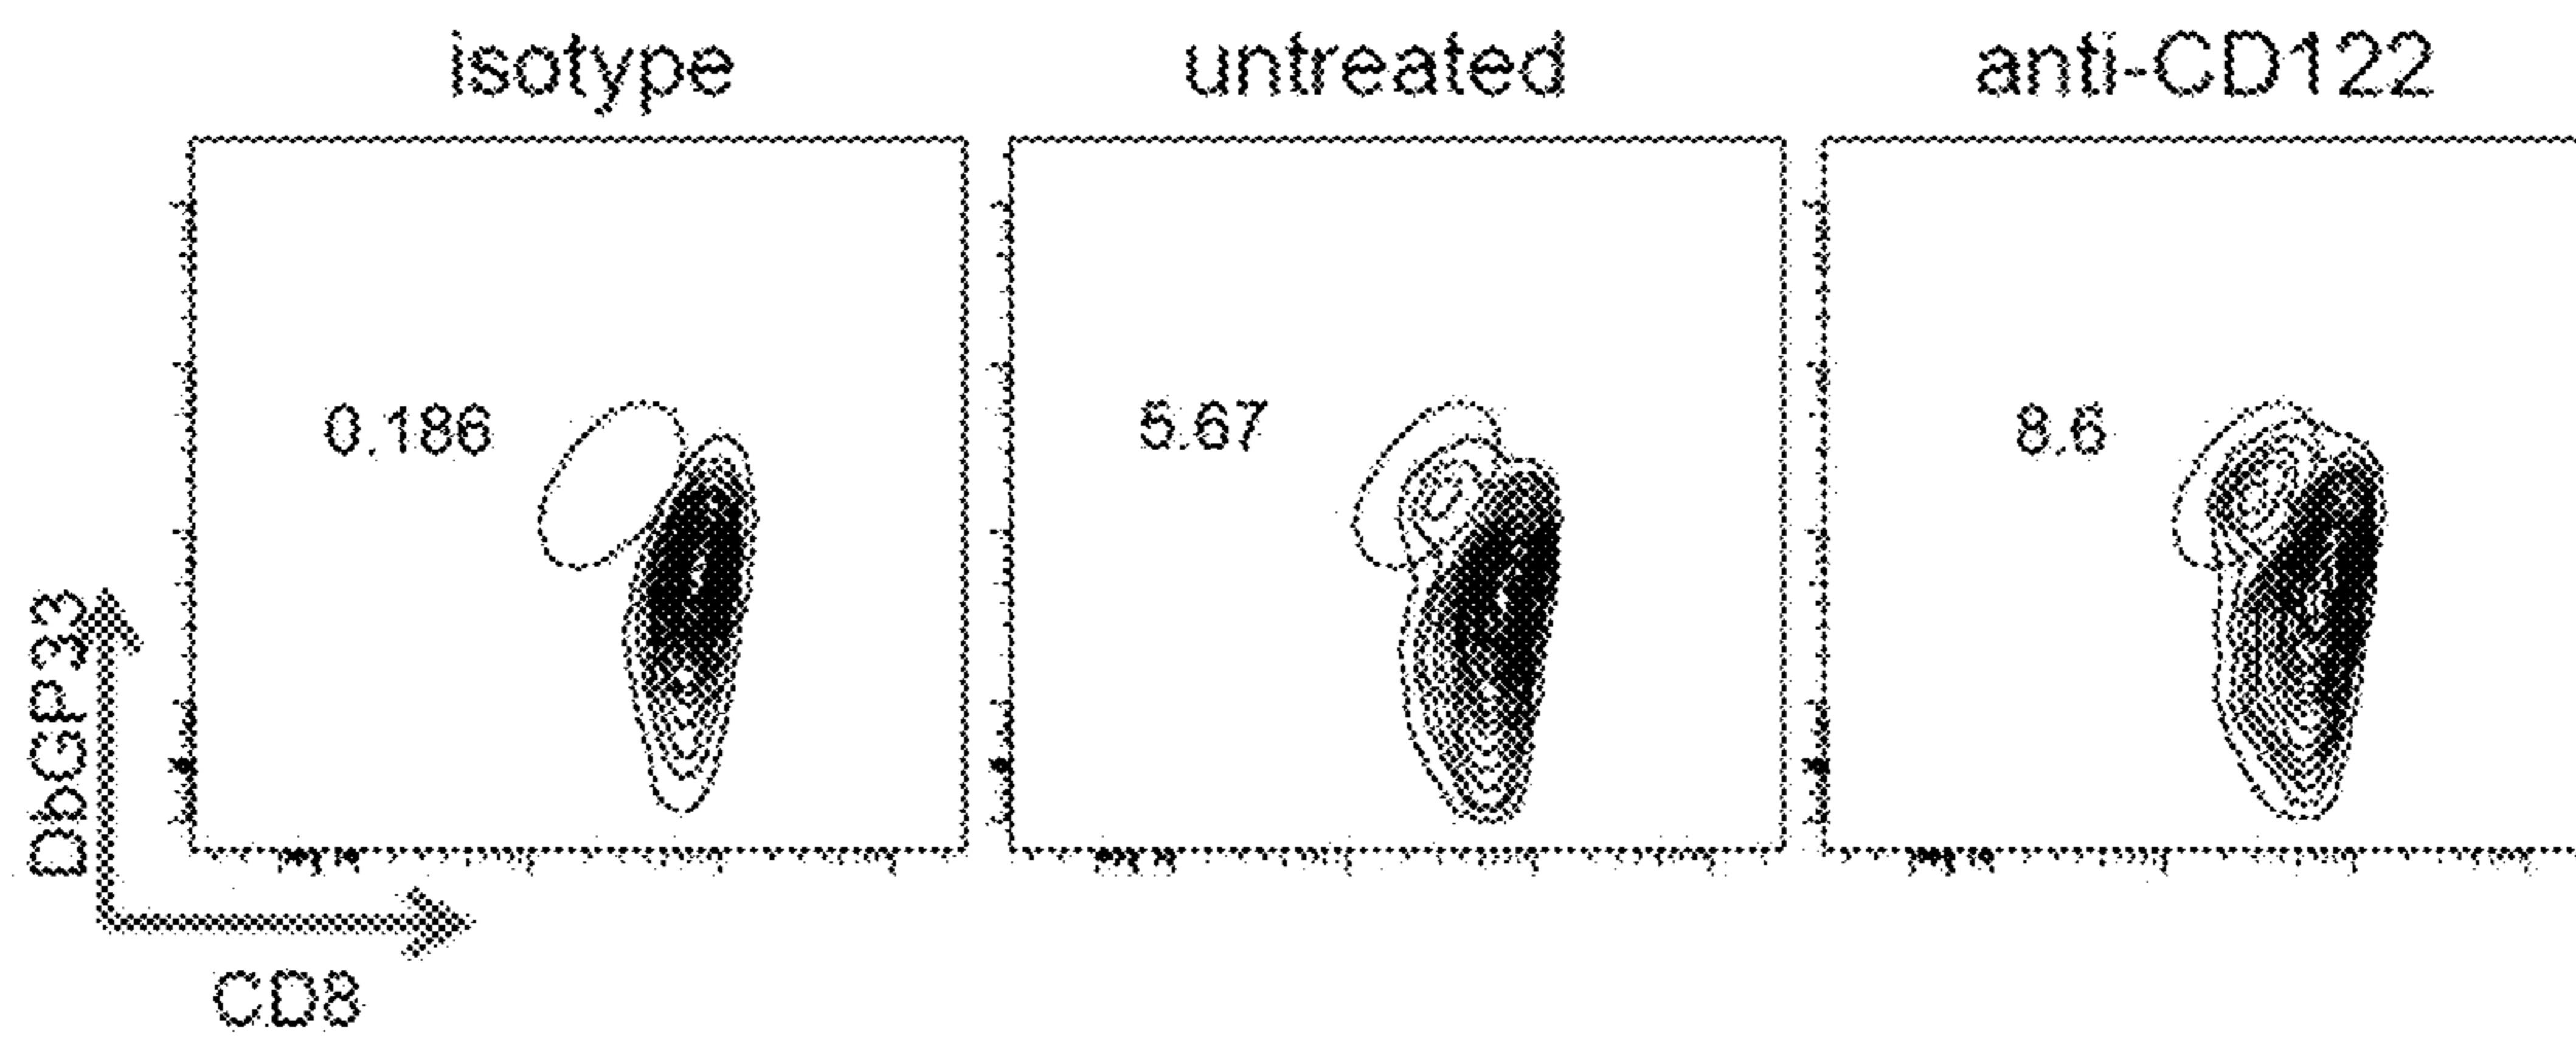 isotype
untreated
anti-CD122
0.186
5.67
8.6
DbGP33
CD8